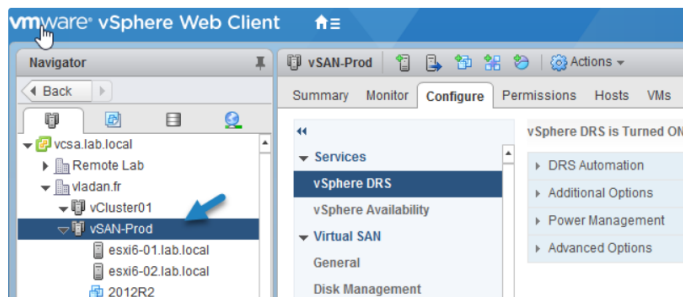 vmware® vSphere Web Client
Navigator
Back
vcsa.lab.local
Remote Lab
vladan.fr
vCluster01
vSAN-Prod
esxi6-01.lab.local
esxi6-02.lab.local
2012R2
vSAN-Prod
Actions
Summary Monitor Configure Permissions Hosts VMs
Services
vSphere DRS
vSphere Availability
Virtual SAN
General
Disk Management
vSphere DRS is Turned ON
DRS Automation
Additional Options
Power Management
Advanced Options